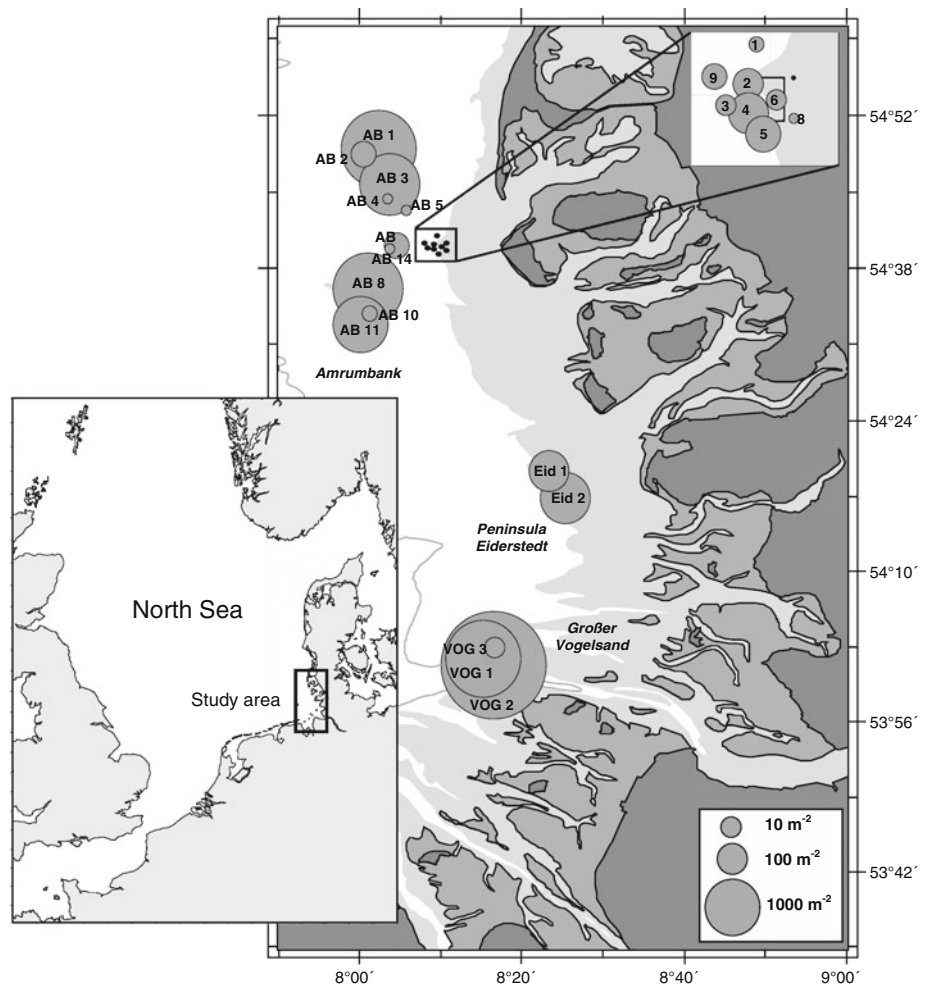 1
9
2
3
4
6
8
5
54°52´
AB 1
AB 2
AB 3
AB 4
AB 5
AB
AB 14
54°38´
AB 8
AB 10
AB 11
Amrumbank
54°24´
Eid 1
Eid 2
Peninsula
Eiderstedt
54°10´
North Sea
Großer
Vogelsand
VOG 3
VOG 1
Study area
VOG 2
53°56´
10 m⁻²
100 m⁻²
53°42´
1000 m⁻²
8°00´
8°20´
8°40´
9°00´